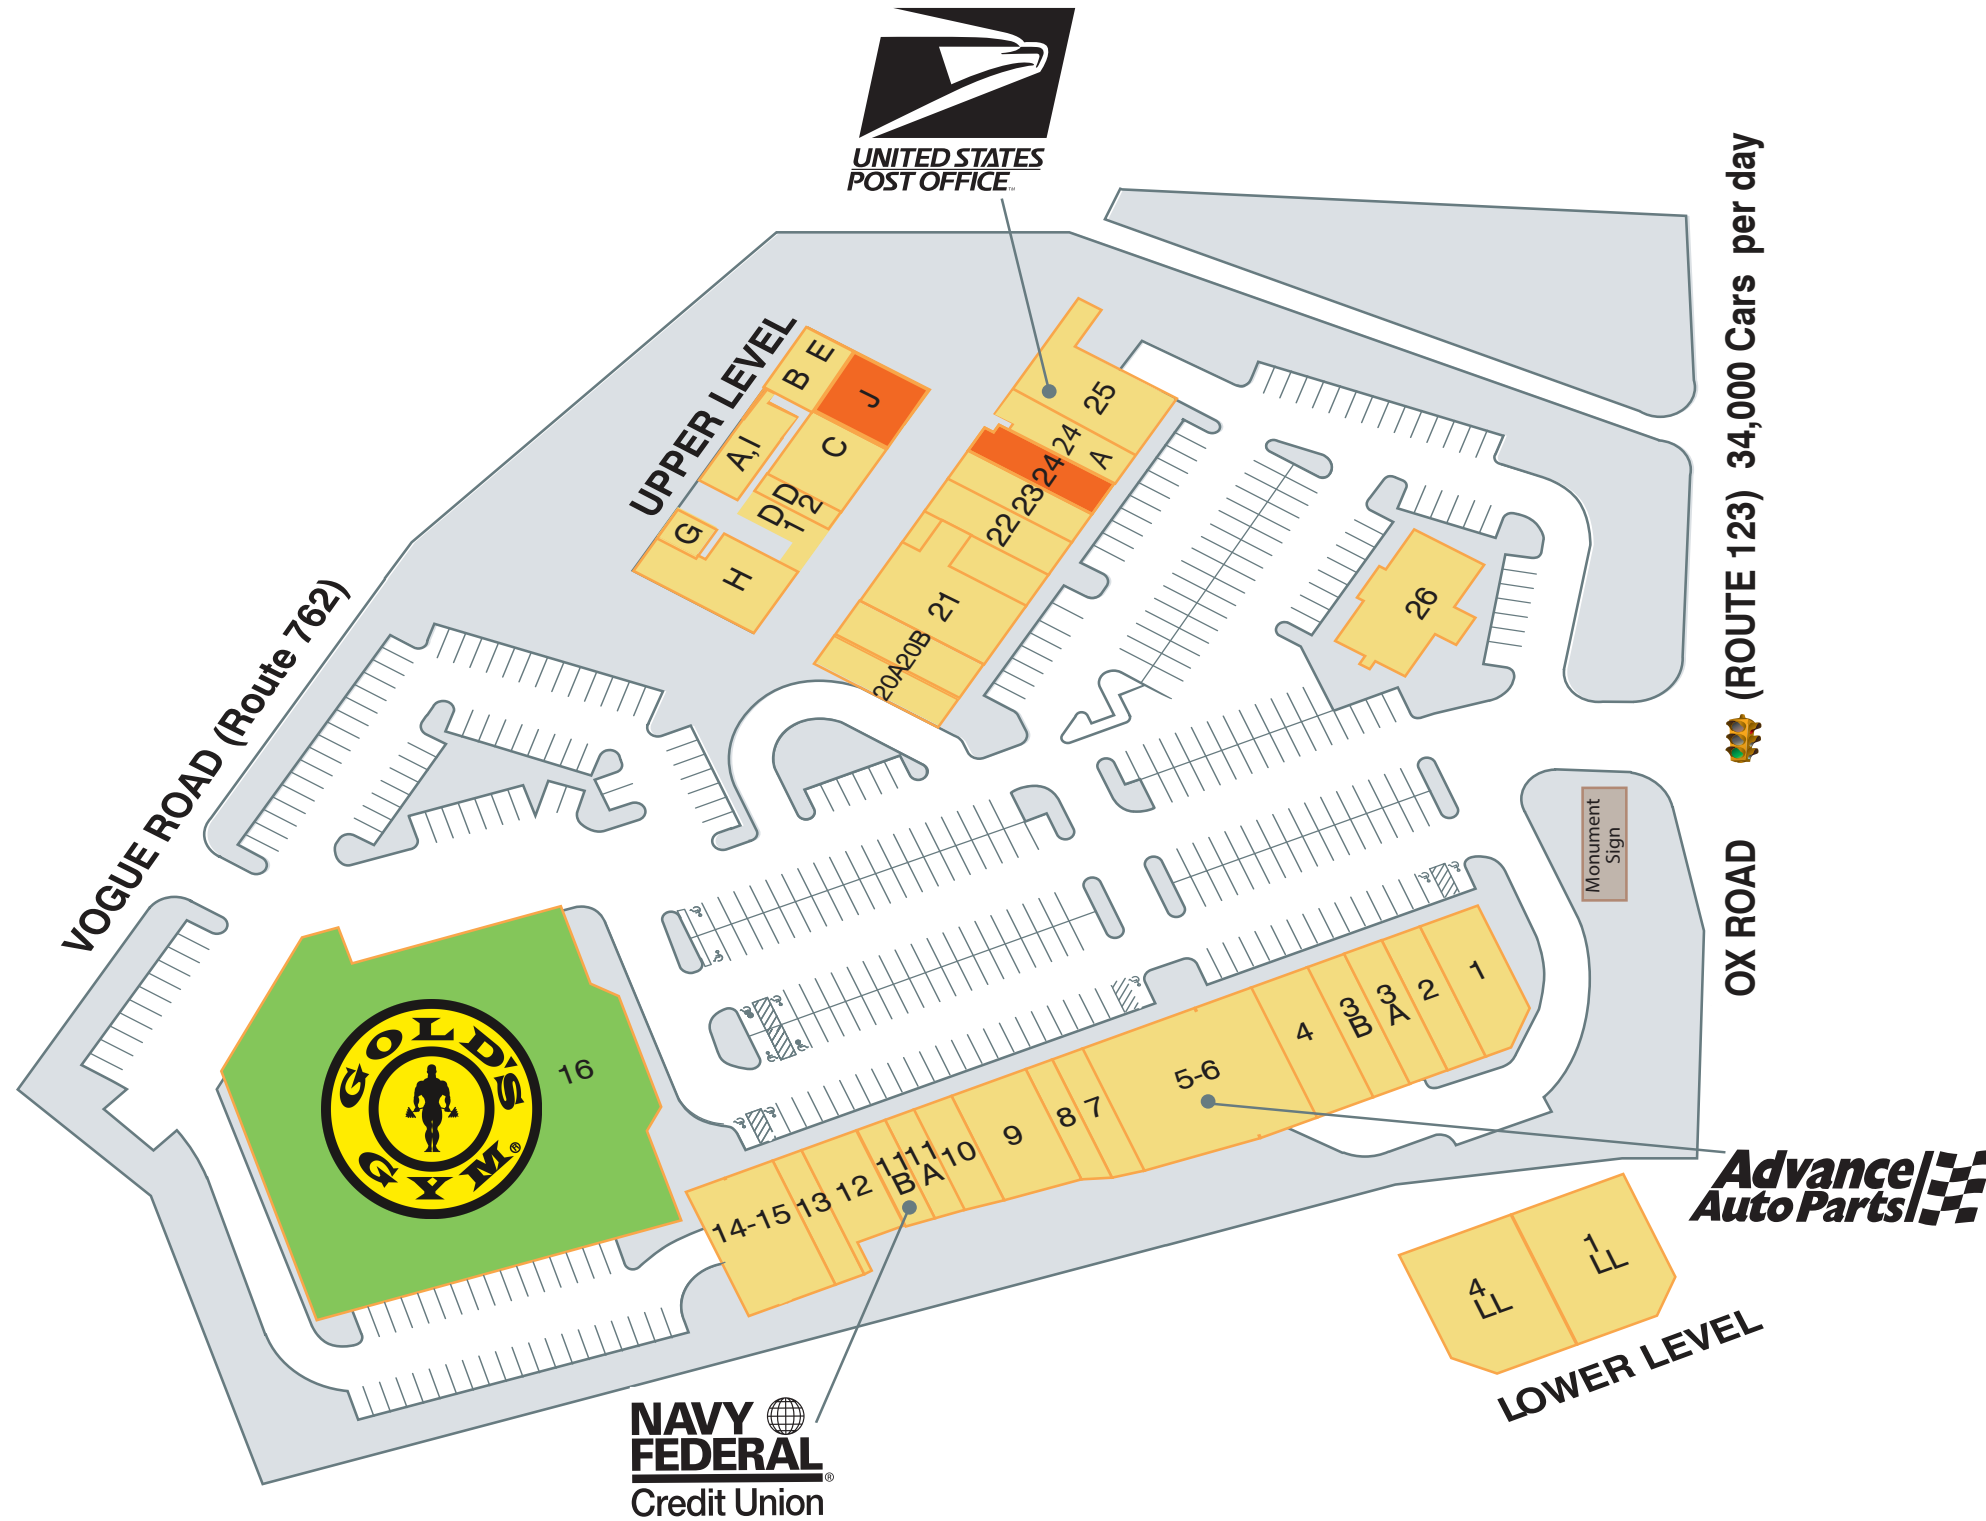 UNITED STATES
POST OFFICE™
(ROUTE 123) 34,000 Cars per day
OX ROAD
VOGUE ROAD (Route 762)
UPPER LEVEL
B E
J
A,I
C
D
2
D
1
G
H
25
24
A
24
23
22
21
20B
20A
26
Monument
Sign
GOLD'S
GYM®
16
1
2
3
A
3
B
4
5-6
7
8
9
10
11
A
11
B
12
13
14-15
Advance
Auto Parts
1
LL
4
LL
LOWER LEVEL
NAVY
FEDERAL®
Credit Union